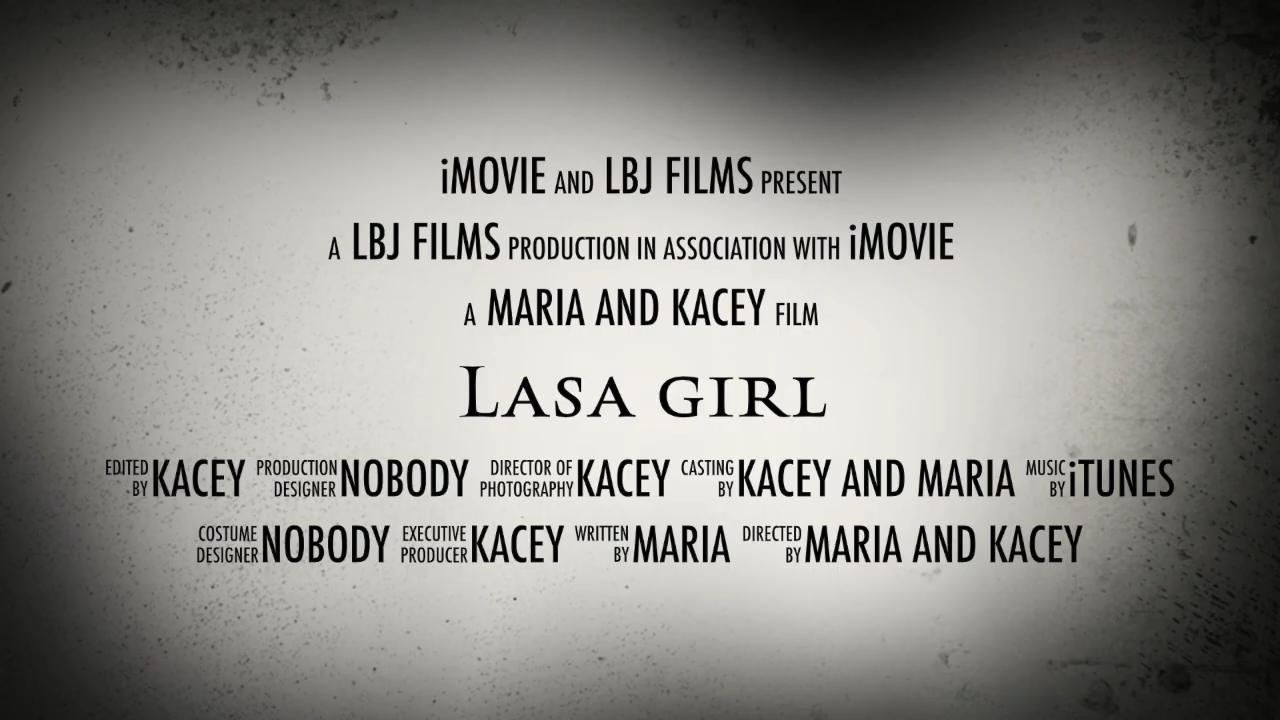 iMOVIE AND LBJ FILMS PRESENT
A LBJ FILMS PRODUCTION IN ASSOCIATION WITH iMOVIE
A MARIA AND KACEY FILM
LASA GIRL
EDITED BY KACEY PRODUCTION DESIGNER NOBODY DIRECTOR OF PHOTOGRAPHY KACEY CASTING BY KACEY AND MARIA MUSIC BY iTUNES
COSTUME DESIGNER NOBODY EXECUTIVE PRODUCER KACEY WRITTEN BY MARIA DIRECTED BY MARIA AND KACEY